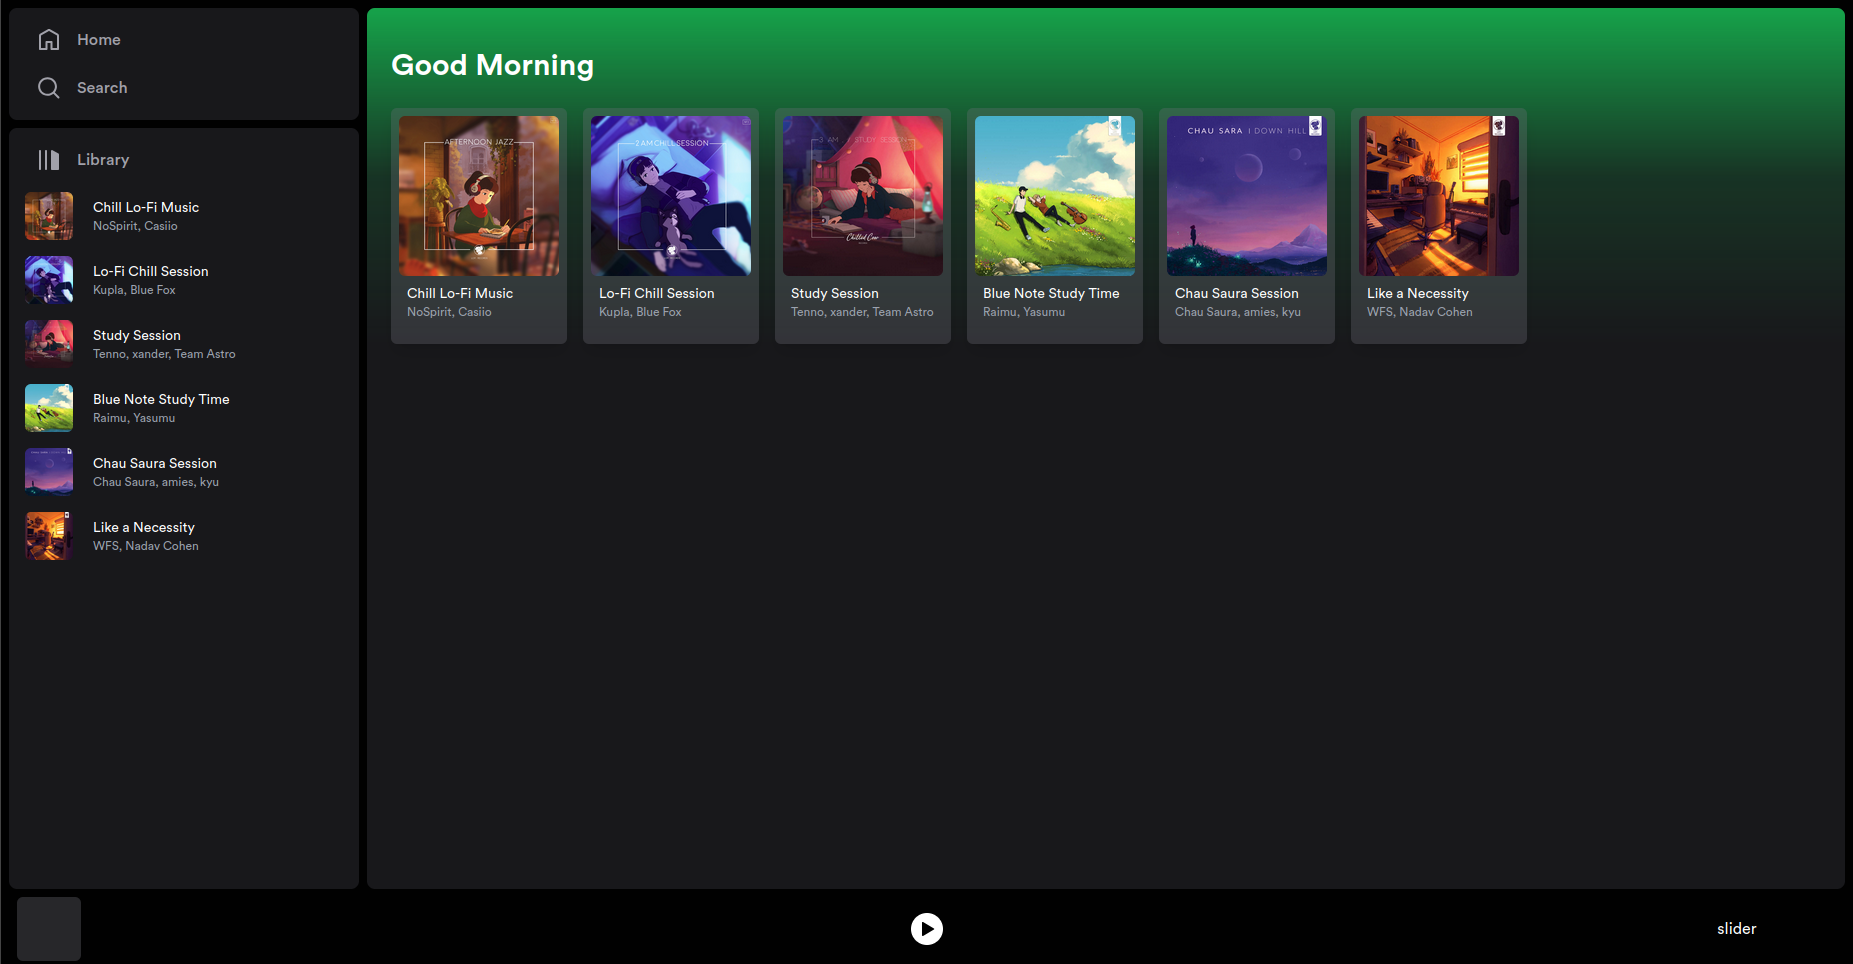 Home
Search
Library
Chill Lo-Fi Music
NoSpirit, Casiio
Lo-Fi Chill Session
Kupla, Blue Fox
Study Session
Tenno, xander, Team Astro
Blue Note Study Time
Raimu, Yasumu
Chau Saura Session
Chau Saura, amies, kyu
Like a Necessity
WFS, Nadav Cohen
Good Morning
AFTERNOON JAZZ
Chill Lo-Fi Music
NoSpirit, Casiio
2 AM CHILL SESSION
Lo-Fi Chill Session
Kupla, Blue Fox
3 AM STUDY SESSION
Chilled Cow
Study Session
Tenno, xander, Team Astro
Blue Note Study Time
Raimu, Yasumu
CHAU SARA | DOWN HILL
Chau Saura Session
Chau Saura, amies, kyu
Like a Necessity
WFS, Nadav Cohen
slider